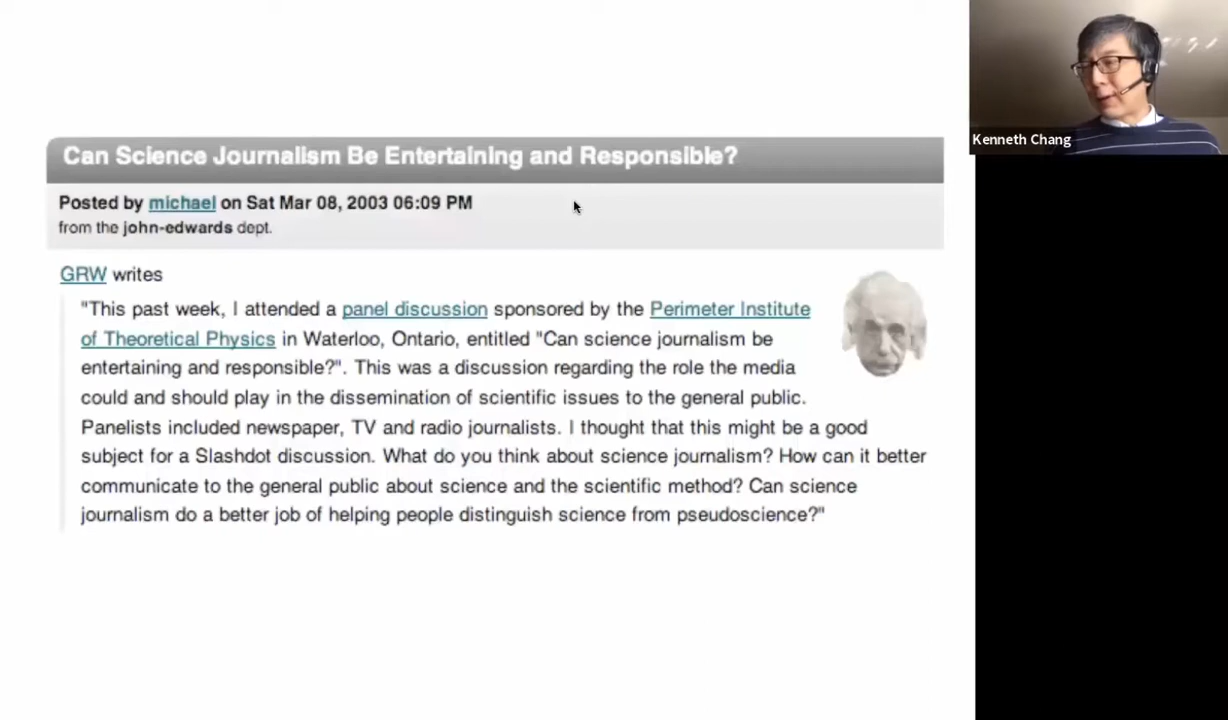 Can Science Journalism Be Entertaining and Responsible?
Posted by michael on Sat Mar 08, 2003 06:09 PM
from the john-edwards dept.
GRW writes
"This past week, I attended a panel discussion sponsored by the Perimeter Institute
of Theoretical Physics in Waterloo, Ontario, entitled "Can science journalism be
entertaining and responsible?". This was a discussion regarding the role the media
could and should play in the dissemination of scientific issues to the general public.
Panelists included newspaper, TV and radio journalists. I thought that this might be a good
subject for a Slashdot discussion. What do you think about science journalism? How can it better
communicate to the general public about science and the scientific method? Can science
journalism do a better job of helping people distinguish science from pseudoscience?"
Kenneth Chang